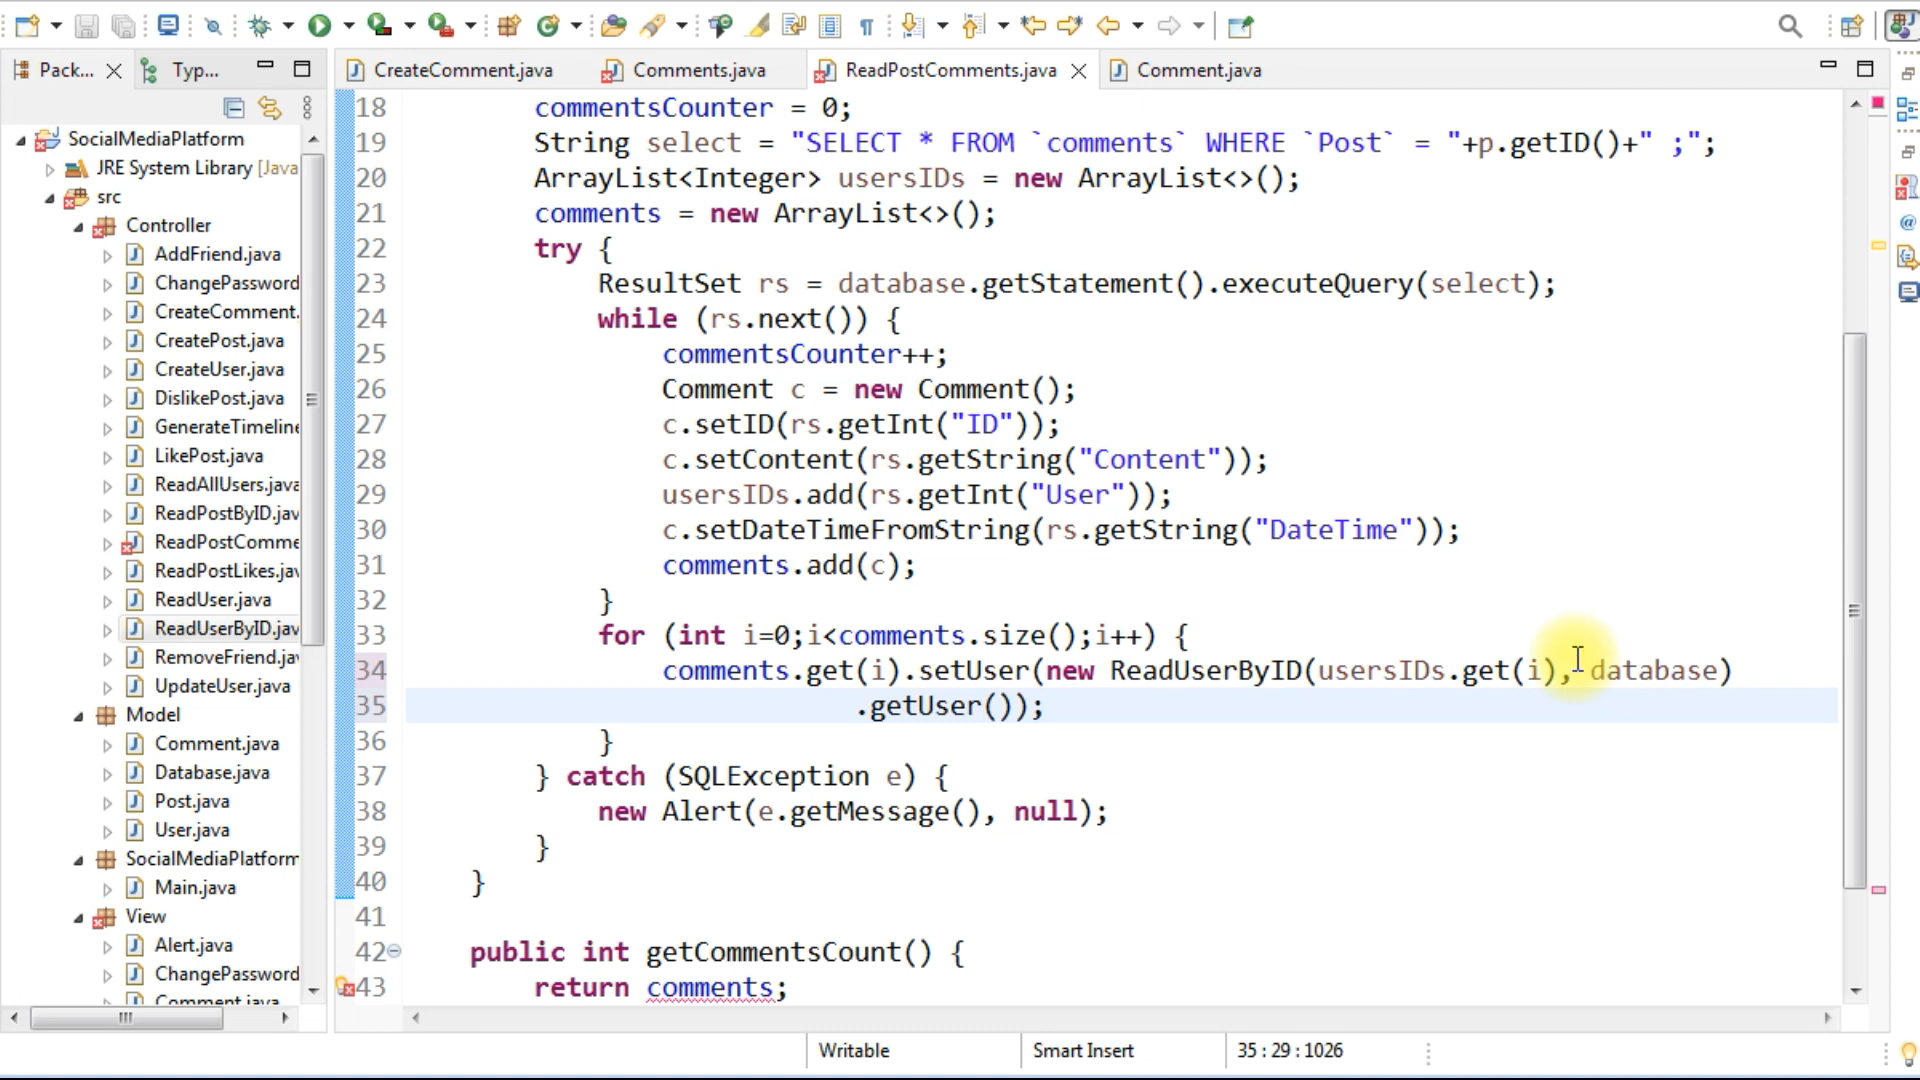 Pack...
Typ...
CreateComment.java
Comments.java
ReadPostComments.java
Comment.java
SocialMediaPlatform
JRE System Library [Java
src
Controller
AddFriend.java
ChangePassword
CreateComment.
CreatePost.java
CreateUser.java
DislikePost.java
GenerateTimeline
LikePost.java
ReadAllUsers.java
ReadPostByID.jav
ReadPostComme
ReadPostLikes.jav
ReadUser.java
ReadUserByID.jav
RemoveFriend.jav
UpdateUser.java
Model
Comment.java
Database.java
Post.java
User.java
SocialMediaPlatform
Main.java
View
Alert.java
ChangePassword
Comment.java
18 commentsCounter = 0;
19 String select = "SELECT * FROM `comments` WHERE `Post` = "+p.getID()+" ;";
20 ArrayList<Integer> usersIDs = new ArrayList<>();
21 comments = new ArrayList<>();
22 try {
23 ResultSet rs = database.getStatement().executeQuery(select);
24 while (rs.next()) {
25 commentsCounter++;
26 Comment c = new Comment();
27 c.setID(rs.getInt("ID"));
28 c.setContent(rs.getString("Content"));
29 usersIDs.add(rs.getInt("User"));
30 c.setDateTimeFromString(rs.getString("DateTime"));
31 comments.add(c);
32 }
33 for (int i=0;i<comments.size();i++) {
34 comments.get(i).setUser(new ReadUserByID(usersIDs.get(i), database)
35 .getUser());
36 }
37 } catch (SQLException e) {
38 new Alert(e.getMessage(), null);
39 }
40 }
41
42 public int getCommentsCount() {
43 return comments;
Writable
Smart Insert
35 : 29 : 1026